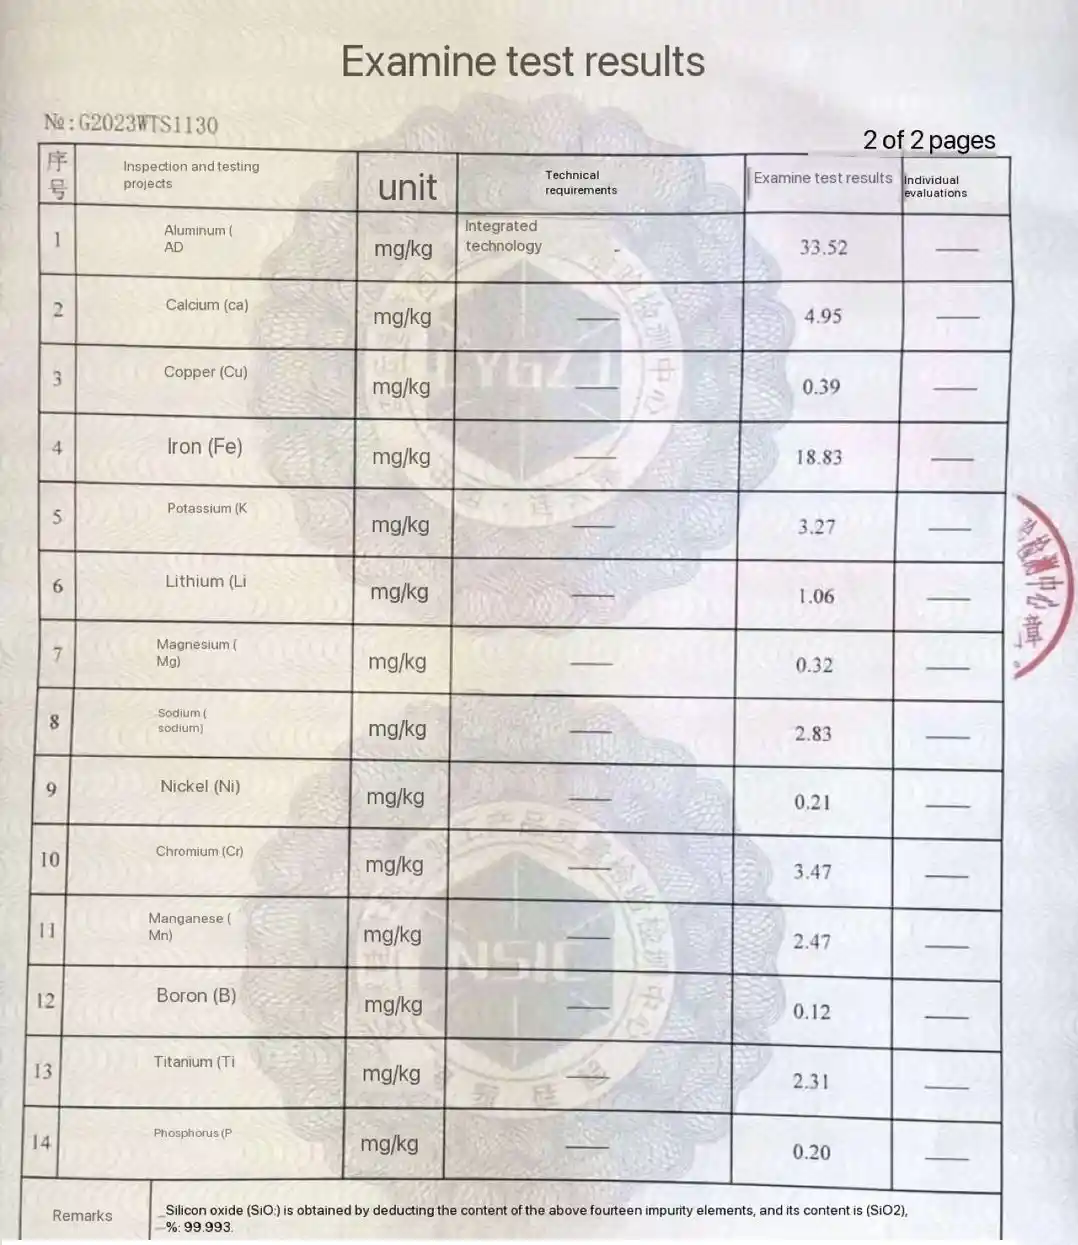 Examine test results
№:G2023WTS1130
2 of 2 pages
序号 Inspection and testing projects unit Technical requirements Examine test results Individual evaluations
1 Aluminum ( AD mg/kg Integrated technology - 33.52 —
2 Calcium (ca) mg/kg — 4.95 —
3 Copper (Cu) mg/kg — 0.39 —
4 Iron (Fe) mg/kg — 18.83 —
5 Potassium (K mg/kg — 3.27 —
6 Lithium (Li mg/kg — 1.06 —
7 Magnesium ( Mg) mg/kg — 0.32 —
8 Sodium ( sodium) mg/kg — 2.83 —
9 Nickel (Ni) mg/kg — 0.21 —
10 Chromium (Cr) mg/kg — 3.47 —
11 Manganese ( Mn) mg/kg — 2.47 —
12 Boron (B) mg/kg — 0.12 —
13 Titanium (Ti mg/kg — 2.31 —
14 Phosphorus (P mg/kg — 0.20 —
Remarks _Silicon oxide (SiO:) is obtained by deducting the content of the above fourteen impurity elements, and its content is (SiO2),
—%: 99.993.
NSIC
中心
章